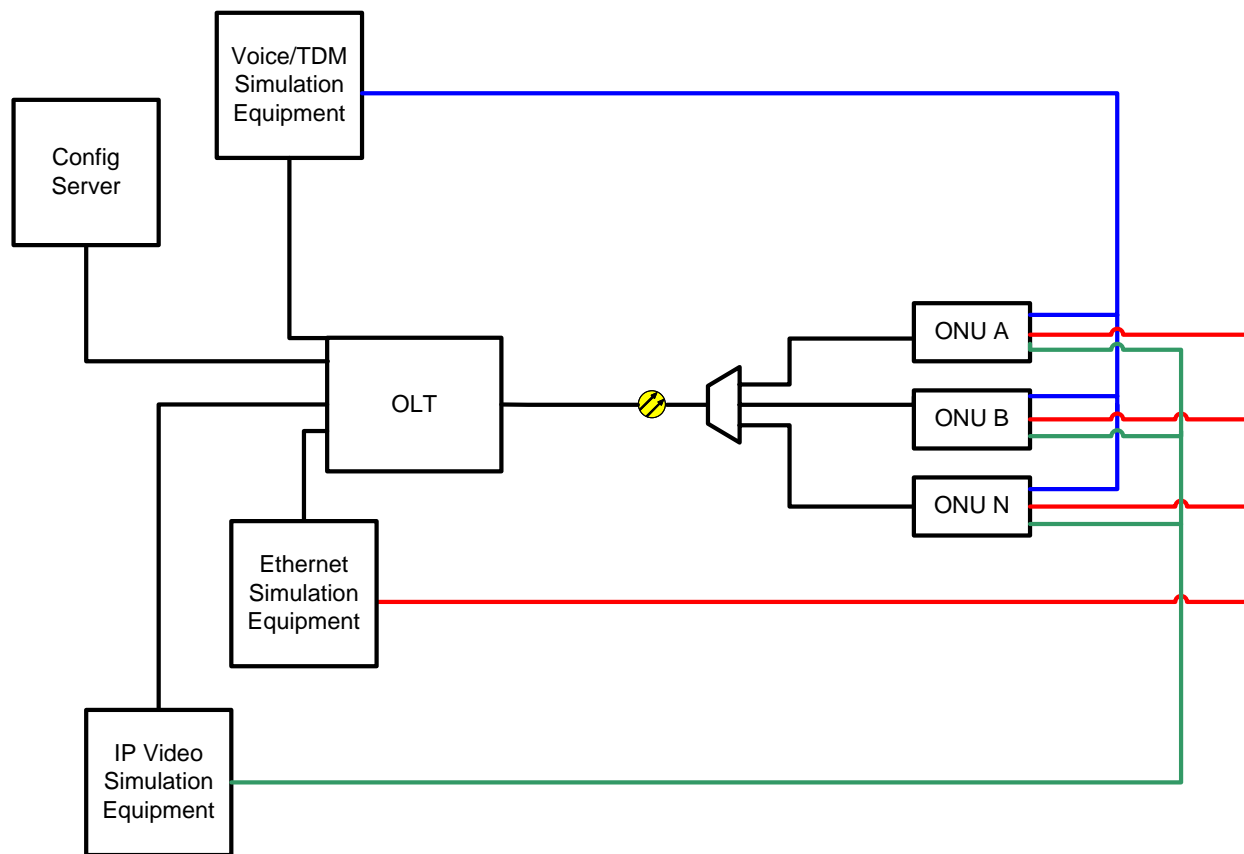 Voice/TDM
Simulation
Equipment
Config
Server
OLT
ONU A
ONU B
ONU N
Ethernet
Simulation
Equipment
IP Video
Simulation
Equipment